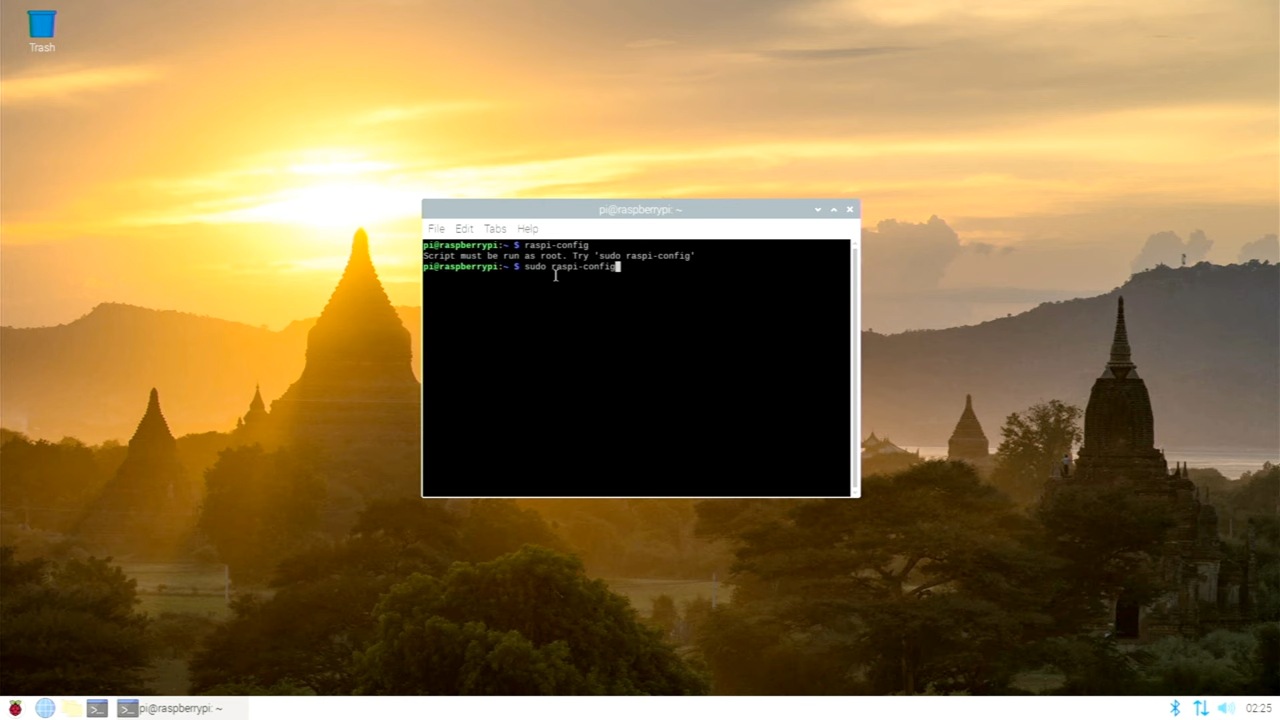 Trash
pi@raspberrypi: ~
File Edit Tabs Help
pi@raspberrypi:~ $ raspi-config
Script must be run as root. Try 'sudo raspi-config'
pi@raspberrypi:~ $ sudo raspi-config
pi@raspberrypi: ~
02:25